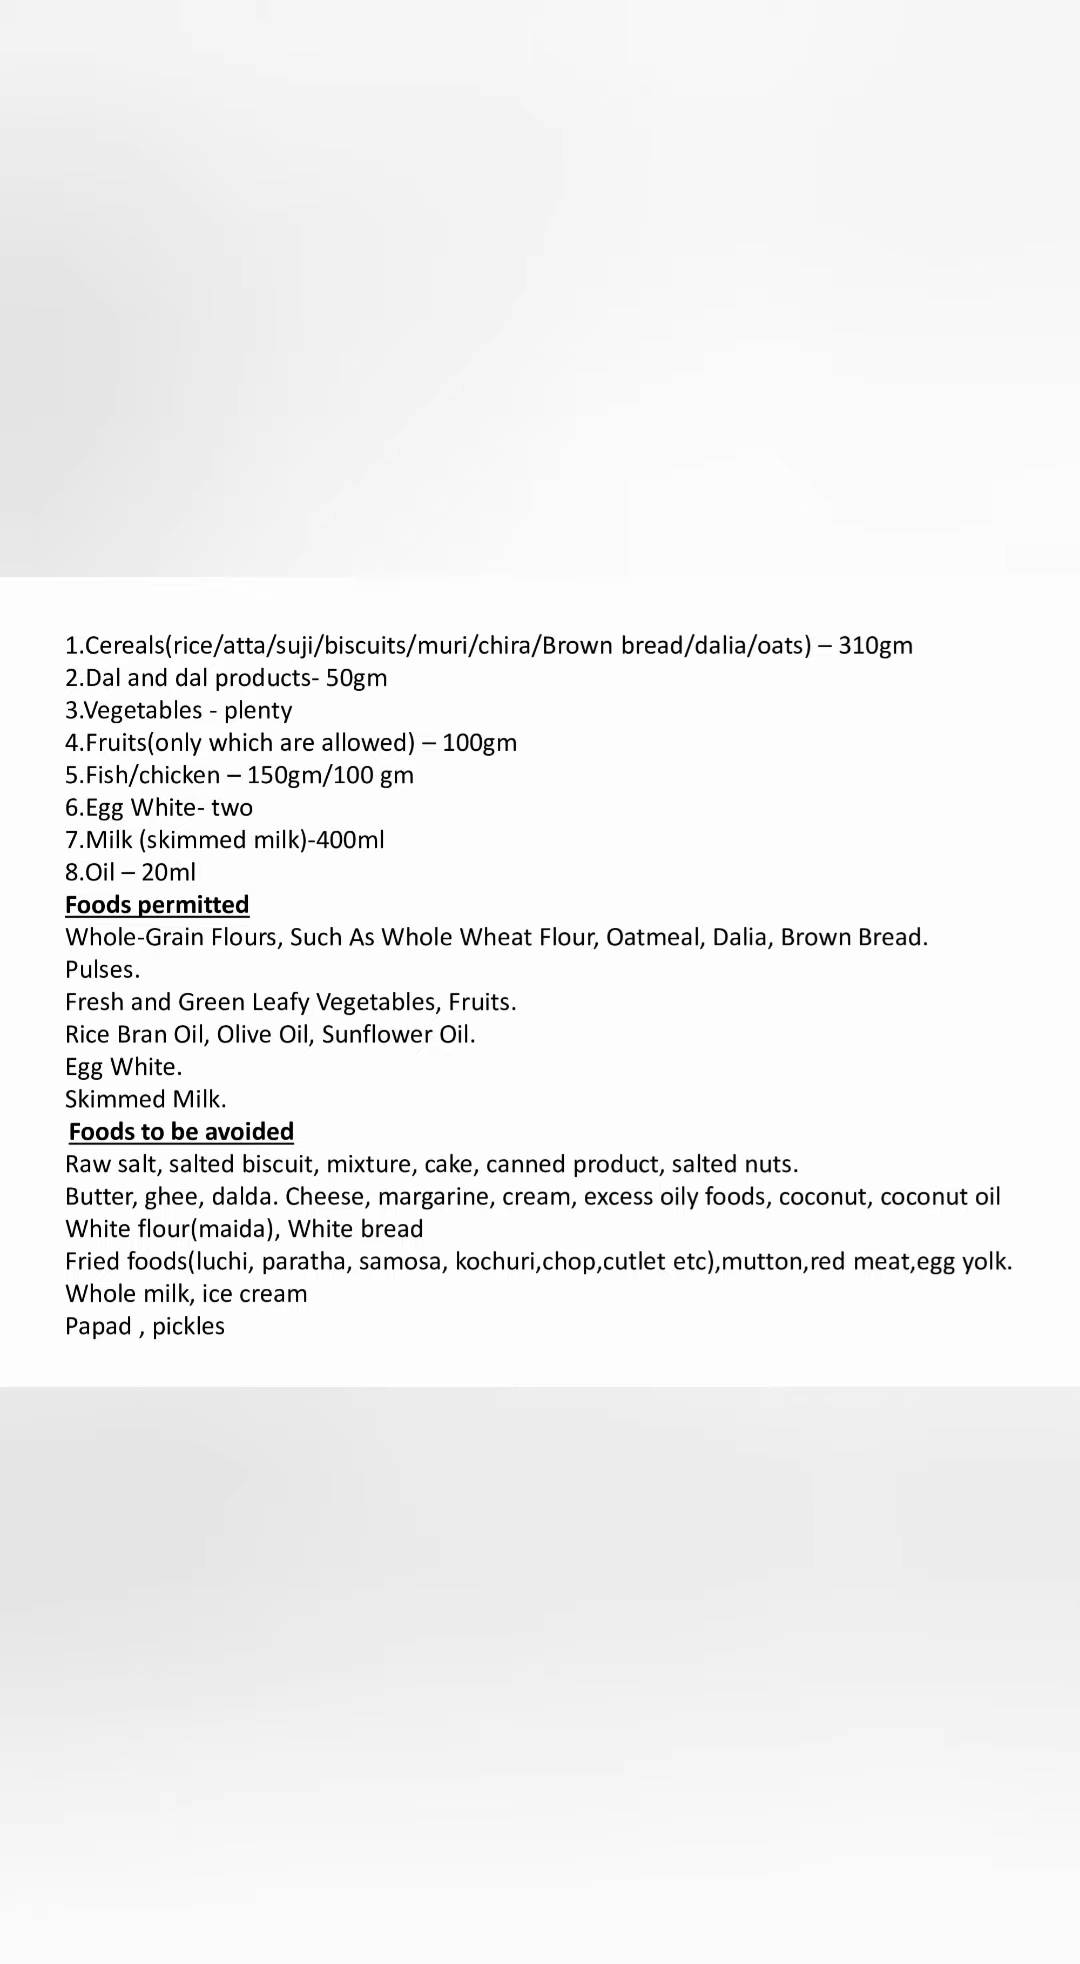 1.Cereals(rice/atta/suji/biscuits/muri/chira/Brown bread/dalia/oats) – 310gm
2.Dal and dal products- 50gm
3.Vegetables - plenty
4.Fruits(only which are allowed) – 100gm
5.Fish/chicken – 150gm/100 gm
6.Egg White- two
7.Milk (skimmed milk)-400ml
8.Oil – 20ml
Foods permitted
Whole-Grain Flours, Such As Whole Wheat Flour, Oatmeal, Dalia, Brown Bread.
Pulses.
Fresh and Green Leafy Vegetables, Fruits.
Rice Bran Oil, Olive Oil, Sunflower Oil.
Egg White.
Skimmed Milk.
Foods to be avoided
Raw salt, salted biscuit, mixture, cake, canned product, salted nuts.
Butter, ghee, dalda. Cheese, margarine, cream, excess oily foods, coconut, coconut oil
White flour(maida), White bread
Fried foods(luchi, paratha, samosa, kochuri,chop,cutlet etc),mutton,red meat,egg yolk.
Whole milk, ice cream
Papad , pickles